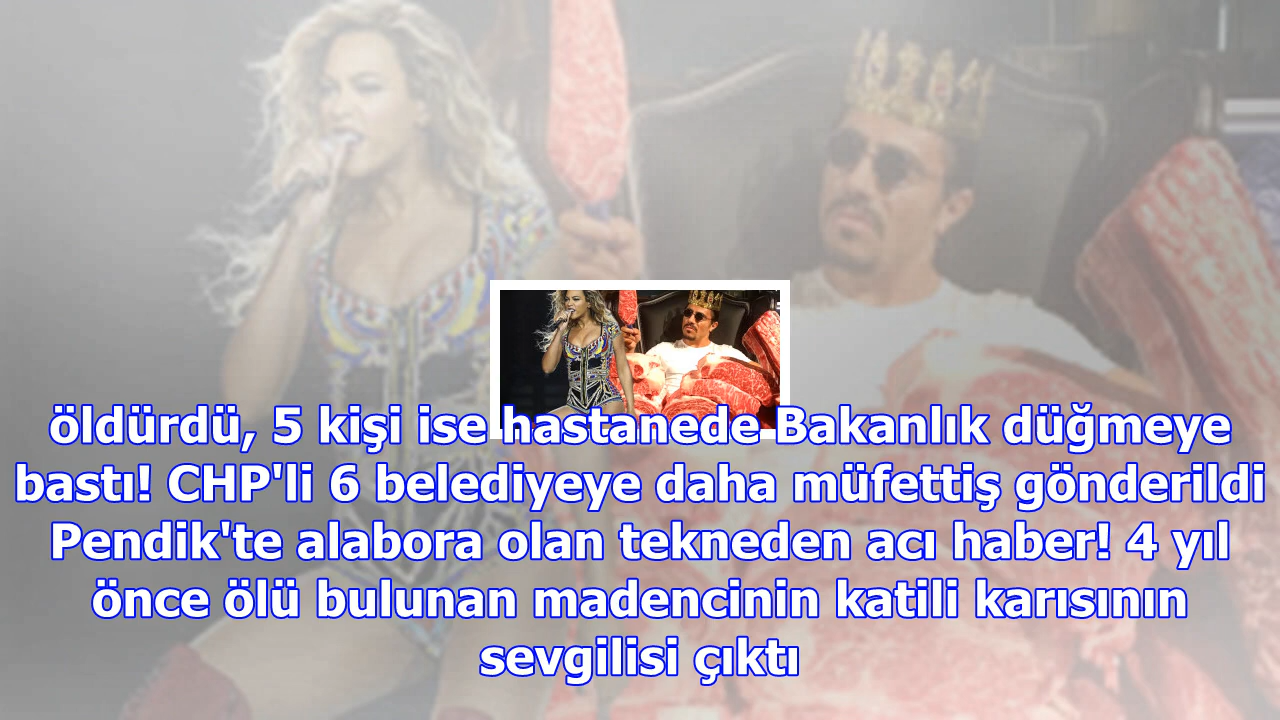 öldürdü, 5 kişi ise hastanede Bakanlık düğmeye
bastı! CHP'li 6 belediyeye daha müfettiş gönderildi
Pendik'te alabora olan tekneden acı haber! 4 yıl
önce ölü bulunan madencinin katili karısının
sevgilisi çıktı